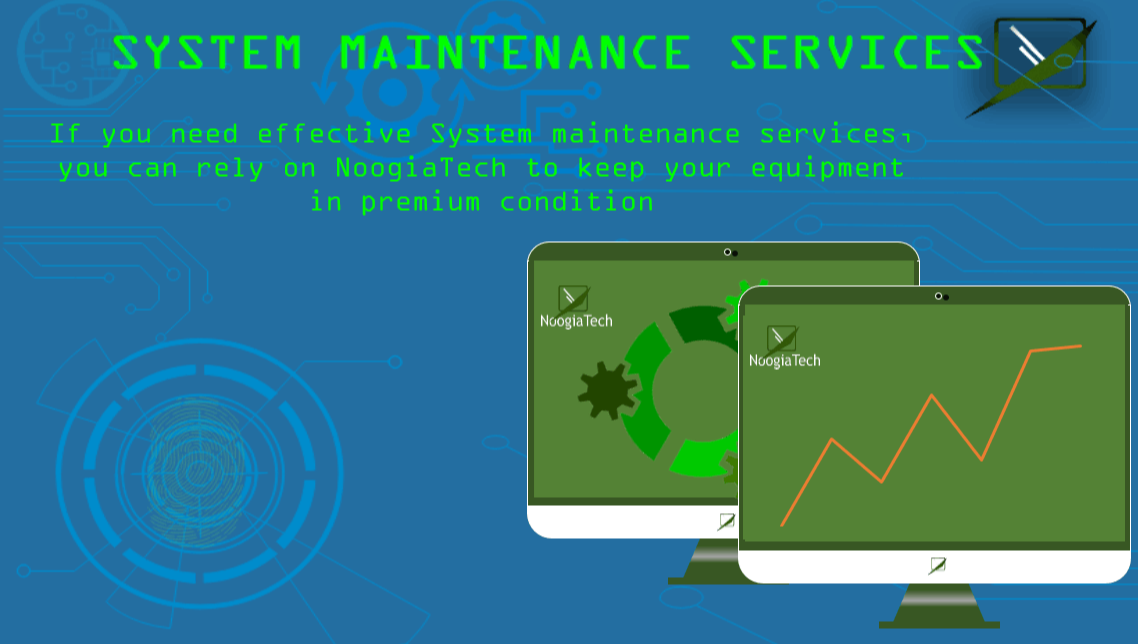 SYSTEM MAINTENANCE SERVICES
If you need effective System maintenance services,
you can rely on NoogiaTech to keep your equipment
in premium condition
NoogiaTech
NoogiaTech